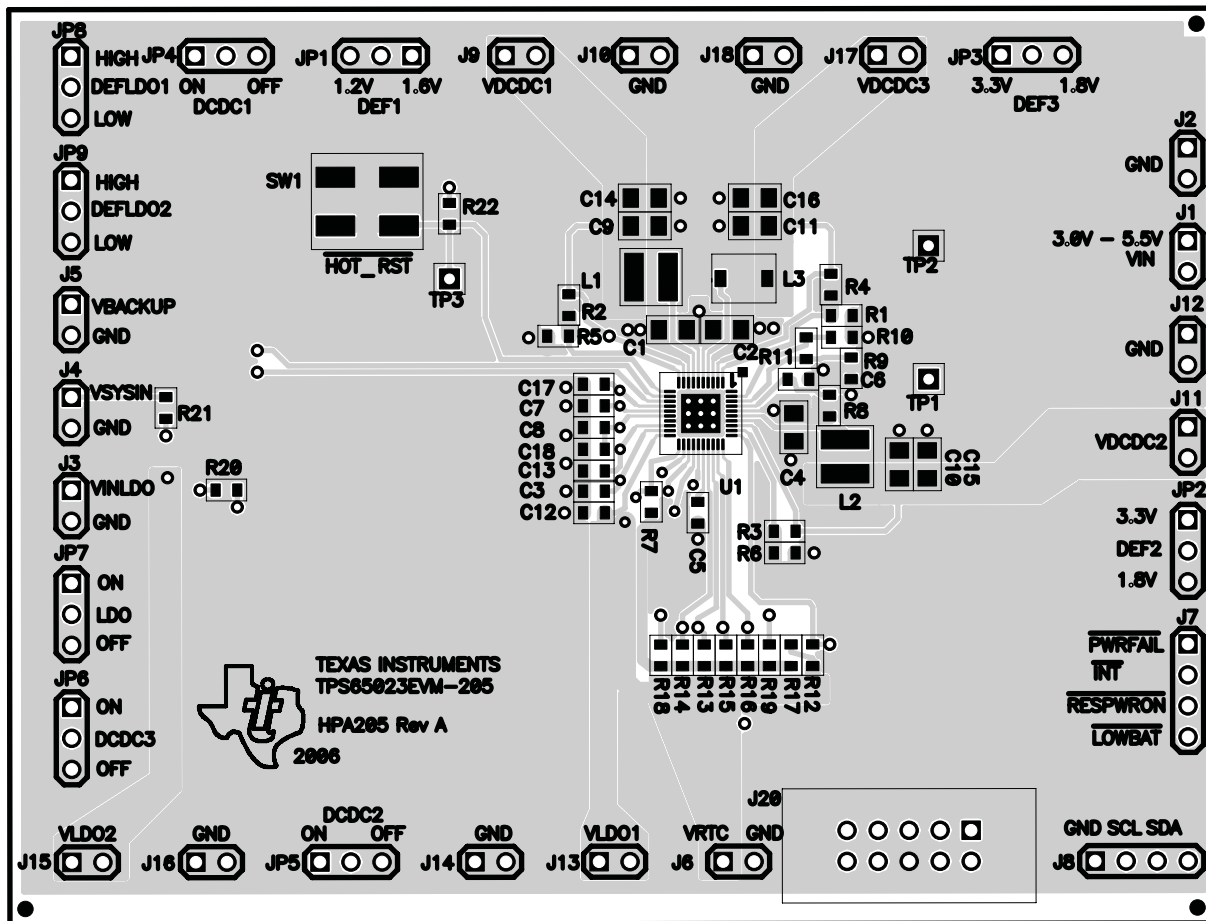 JP8
HIGH
DEFLDO1
LOW
JP4
ON
OFF
DCDC1
JP1
1.2V
1.6V
DEF1
J9
VDCDC1
J10
GND
J18
GND
J17
VDCDC3
JP3
3.3V
1.8V
DEF3
JP9
HIGH
DEFLDO2
LOW
SW1
HOT_RST
R22
TP3
C14
C9
C16
C11
J2
GND
J1
3.0V - 5.5V
VIN
TP2
J5
VBACKUP
GND
L1
R2
R5
L3
R4
R1
R10
C1
C2
R11
R9
C6
J12
GND
J4
VSYSIN
GND
R21
C17
C7
C8
C18
C13
C3
C12
R8
TP1
J11
VDCDC2
J3
VINLDO
GND
R20
U1
C4
L2
C10
C15
R7
C5
R3
R6
JP2
3.3V
DEF2
1.8V
JP7
ON
LDO
OFF
J7
PWRFAIL
INT
RESPWRON
LOWBAT
R18
R14
R13
R15
R16
R19
R17
R12
TEXAS INSTRUMENTS
TPS65023EVM-205
HPA205 Rev A
2006
JP6
ON
DCDC3
OFF
J15
VLDO2
J16
GND
DCDC2
ON
OFF
JP5
J14
GND
J13
VLDO1
J6
VRTC
GND
J20
J8
GND SCL SDA